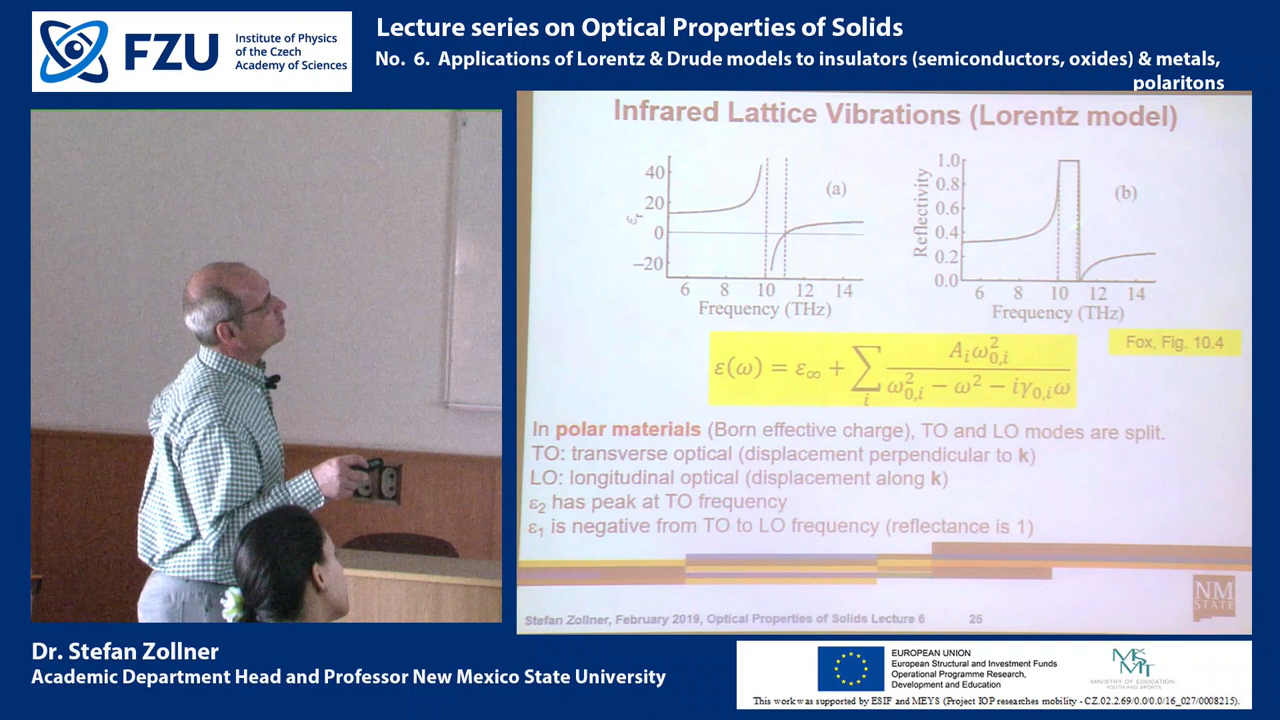 FZU
Institute of Physics
of the Czech
Academy of Sciences
Lecture series on Optical Properties of Solids
No. 6. Applications of Lorentz & Drude models to insulators (semiconductors, oxides) & metals,
polaritons
Infrared Lattice Vibrations (Lorentz model)
40
20
0
−20
εr
(a)
6 8 10 12 14
Frequency (THz)
1.0
0.8
0.6
0.4
0.2
0.0
Reflectivity
(b)
6 8 10 12 14
Frequency (THz)
Fox, Fig. 10.4
ε(ω) = ε∞ + ∑i Aiω²0,i / (ω²0,i − ω² − iγ0,iω)
In polar materials (Born effective charge), TO and LO modes are split.
TO: transverse optical (displacement perpendicular to k)
LO: longitudinal optical (displacement along k)
ε2 has peak at TO frequency
ε1 is negative from TO to LO frequency (reflectance is 1)
Stefan Zollner, February 2019, Optical Properties of Solids Lecture 6 25
NM
STATE
Dr. Stefan Zollner
Academic Department Head and Professor New Mexico State University
EUROPEAN UNION
European Structural and Investment Funds
Operational Programme Research,
Development and Education
MINISTRY OF EDUCATION,
YOUTH AND SPORTS
This work was supported by ESIF and MEYS (Project IOP researches mobility - CZ.02.2.69/0.0/0.0/16_027/0008215).